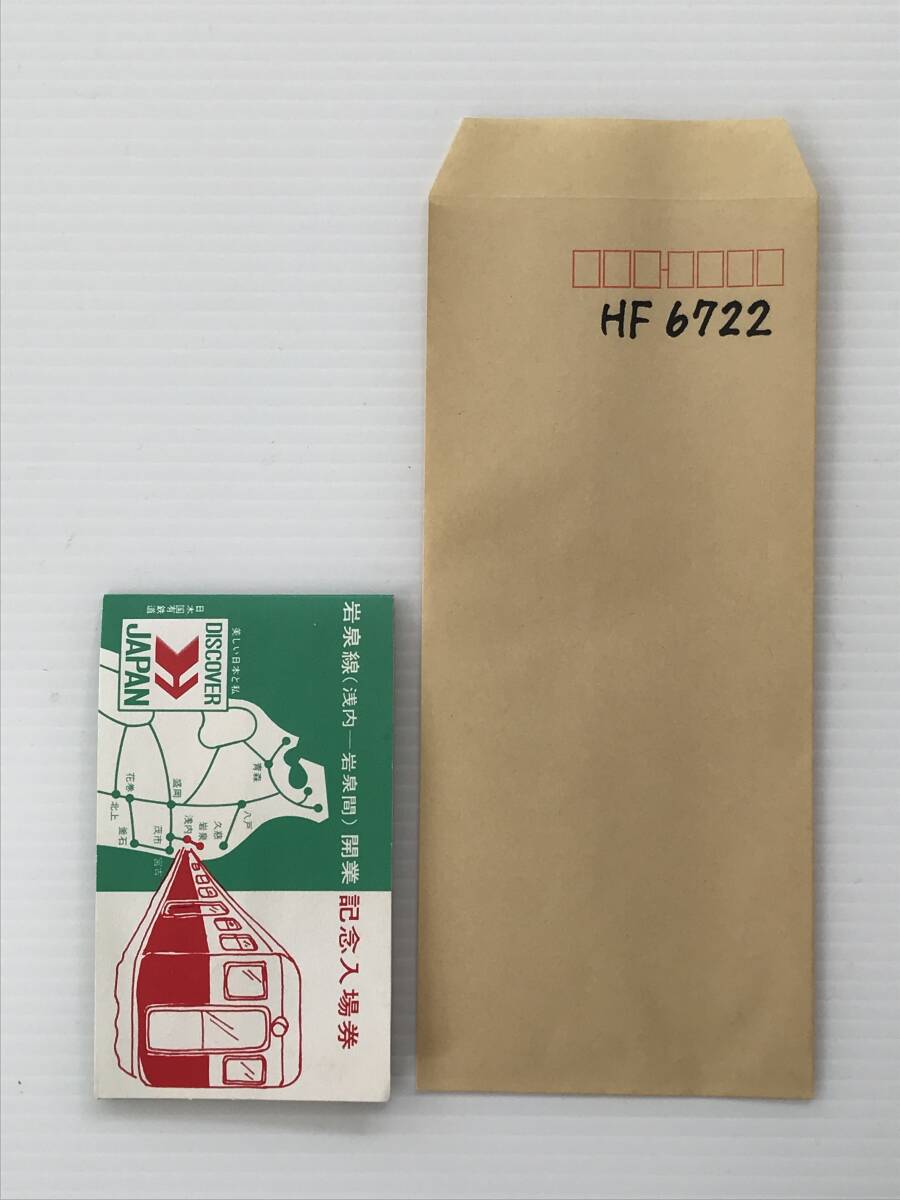 HF 6722
岩泉線(浅内―岩泉間)開業記念入場券
美しい日本と私
DISCOVER
JAPAN
日本国有鉄道
青森
八戸
久慈
盛岡
岩泉
浅内
茂市
宮古
花巻
釜石
北上